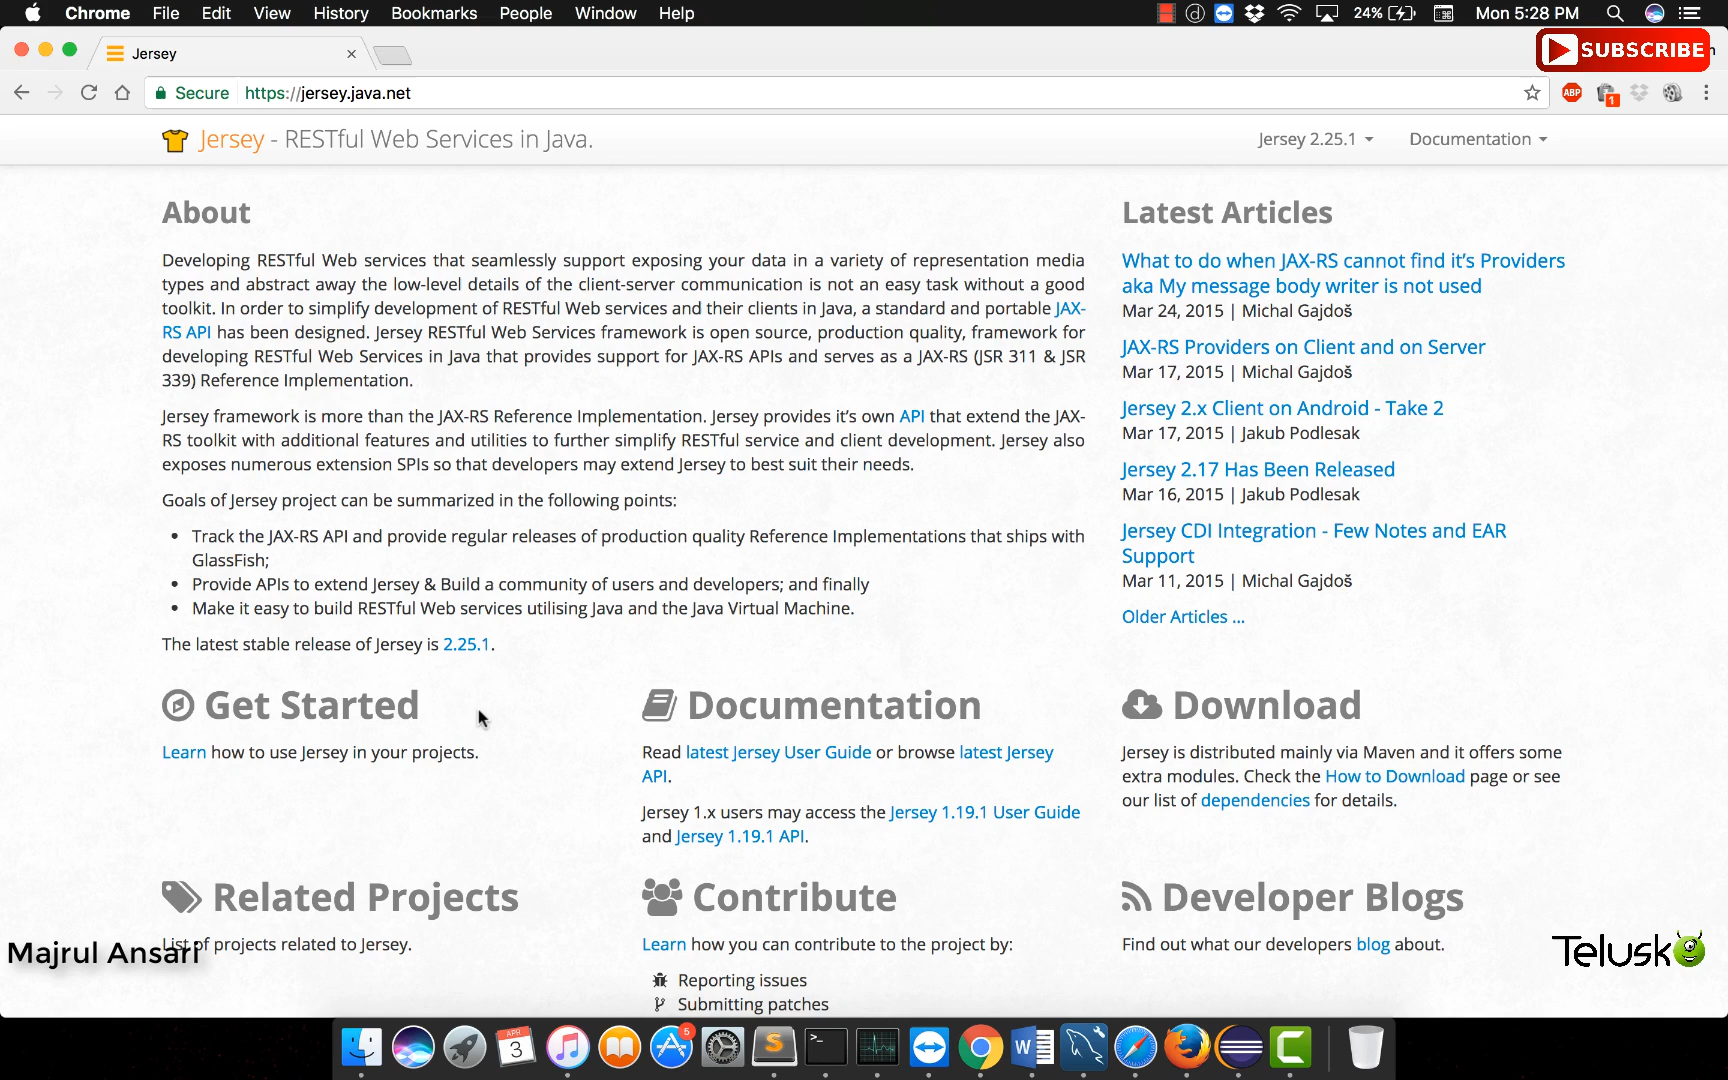 Chrome File Edit View History Bookmarks People Window Help 24% Mon 5:28 PM
Jersey
SUBSCRIBE
Secure https://jersey.java.net ABP 1
Jersey - RESTful Web Services in Java. Jersey 2.25.1 Documentation
About
Developing RESTful Web services that seamlessly support exposing your data in a variety of representation media
types and abstract away the low-level details of the client-server communication is not an easy task without a good
toolkit. In order to simplify development of RESTful Web services and their clients in Java, a standard and portable JAX-
RS API has been designed. Jersey RESTful Web Services framework is open source, production quality, framework for
developing RESTful Web Services in Java that provides support for JAX-RS APIs and serves as a JAX-RS (JSR 311 & JSR
339) Reference Implementation.
Jersey framework is more than the JAX-RS Reference Implementation. Jersey provides it's own API that extend the JAX-
RS toolkit with additional features and utilities to further simplify RESTful service and client development. Jersey also
exposes numerous extension SPIs so that developers may extend Jersey to best suit their needs.
Goals of Jersey project can be summarized in the following points:
• Track the JAX-RS API and provide regular releases of production quality Reference Implementations that ships with
GlassFish;
• Provide APIs to extend Jersey & Build a community of users and developers; and finally
• Make it easy to build RESTful Web services utilising Java and the Java Virtual Machine.
The latest stable release of Jersey is 2.25.1.
Latest Articles
What to do when JAX-RS cannot find it's Providers
aka My message body writer is not used
Mar 24, 2015 | Michal Gajdoš
JAX-RS Providers on Client and on Server
Mar 17, 2015 | Michal Gajdoš
Jersey 2.x Client on Android - Take 2
Mar 17, 2015 | Jakub Podlesak
Jersey 2.17 Has Been Released
Mar 16, 2015 | Jakub Podlesak
Jersey CDI Integration - Few Notes and EAR
Support
Mar 11, 2015 | Michal Gajdoš
Older Articles ...
Get Started
Learn how to use Jersey in your projects.
Documentation
Read latest Jersey User Guide or browse latest Jersey
API.
Jersey 1.x users may access the Jersey 1.19.1 User Guide
and Jersey 1.19.1 API.
Download
Jersey is distributed mainly via Maven and it offers some
extra modules. Check the How to Download page or see
our list of dependencies for details.
Related Projects
List of projects related to Jersey.
Contribute
Learn how you can contribute to the project by:
Reporting issues
Submitting patches
Developer Blogs
Find out what our developers blog about.
Majrul Ansari
Telusko
APR
3
5
S
>_
W
C